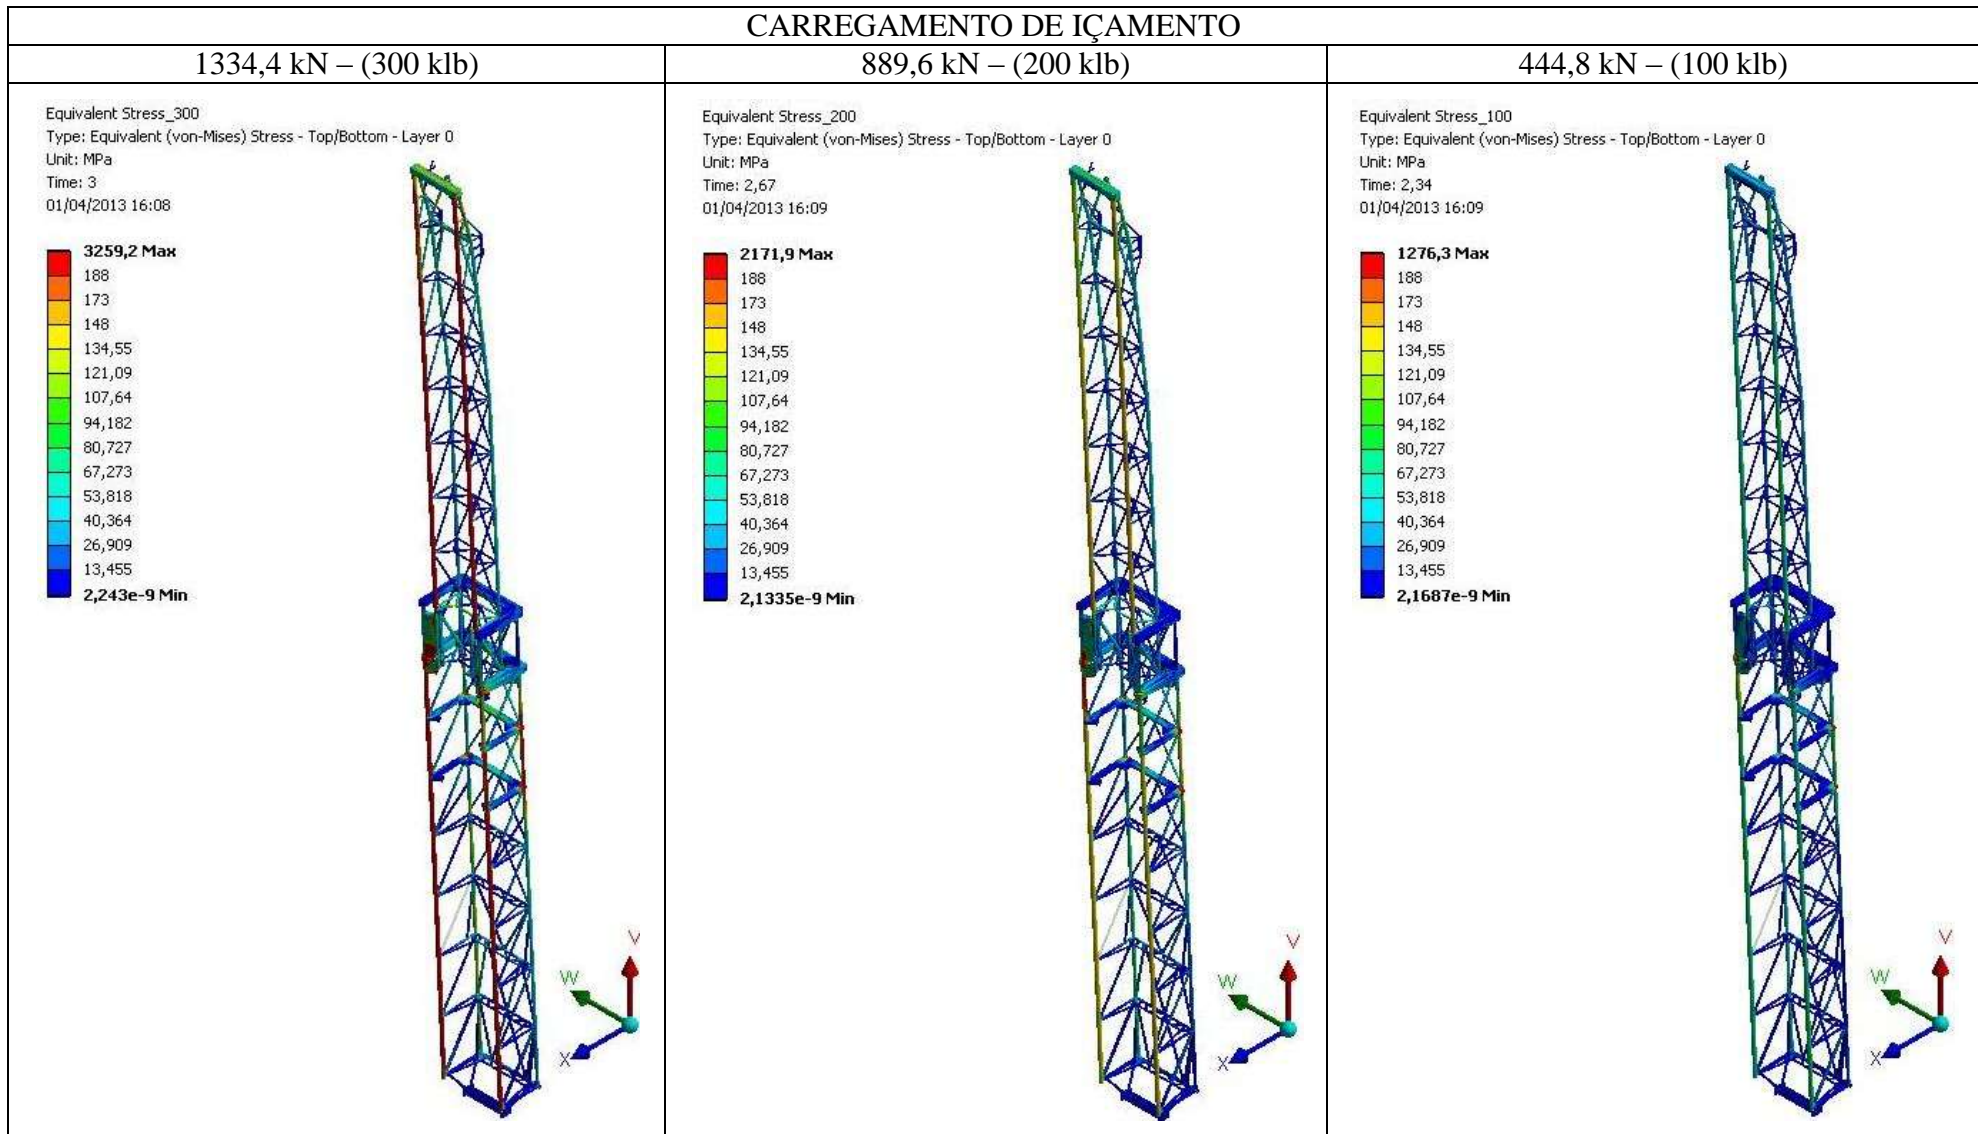 CARREGAMENTO DE IÇAMENTO
1334,4 kN – (300 klb)
889,6 kN – (200 klb)
444,8 kN – (100 klb)
Equivalent Stress_300
Type: Equivalent (von-Mises) Stress - Top/Bottom - Layer 0
Unit: MPa
Time: 3
01/04/2013 16:08
3259,2 Max
188
173
148
134,55
121,09
107,64
94,182
80,727
67,273
53,818
40,364
26,909
13,455
2,243e-9 Min
V
W
X
Equivalent Stress_200
Type: Equivalent (von-Mises) Stress - Top/Bottom - Layer 0
Unit: MPa
Time: 2,67
01/04/2013 16:09
2171,9 Max
188
173
148
134,55
121,09
107,64
94,182
80,727
67,273
53,818
40,364
26,909
13,455
2,1335e-9 Min
V
W
X
Equivalent Stress_100
Type: Equivalent (von-Mises) Stress - Top/Bottom - Layer 0
Unit: MPa
Time: 2,34
01/04/2013 16:09
1276,3 Max
188
173
148
134,55
121,09
107,64
94,182
80,727
67,273
53,818
40,364
26,909
13,455
2,1687e-9 Min
V
W
X